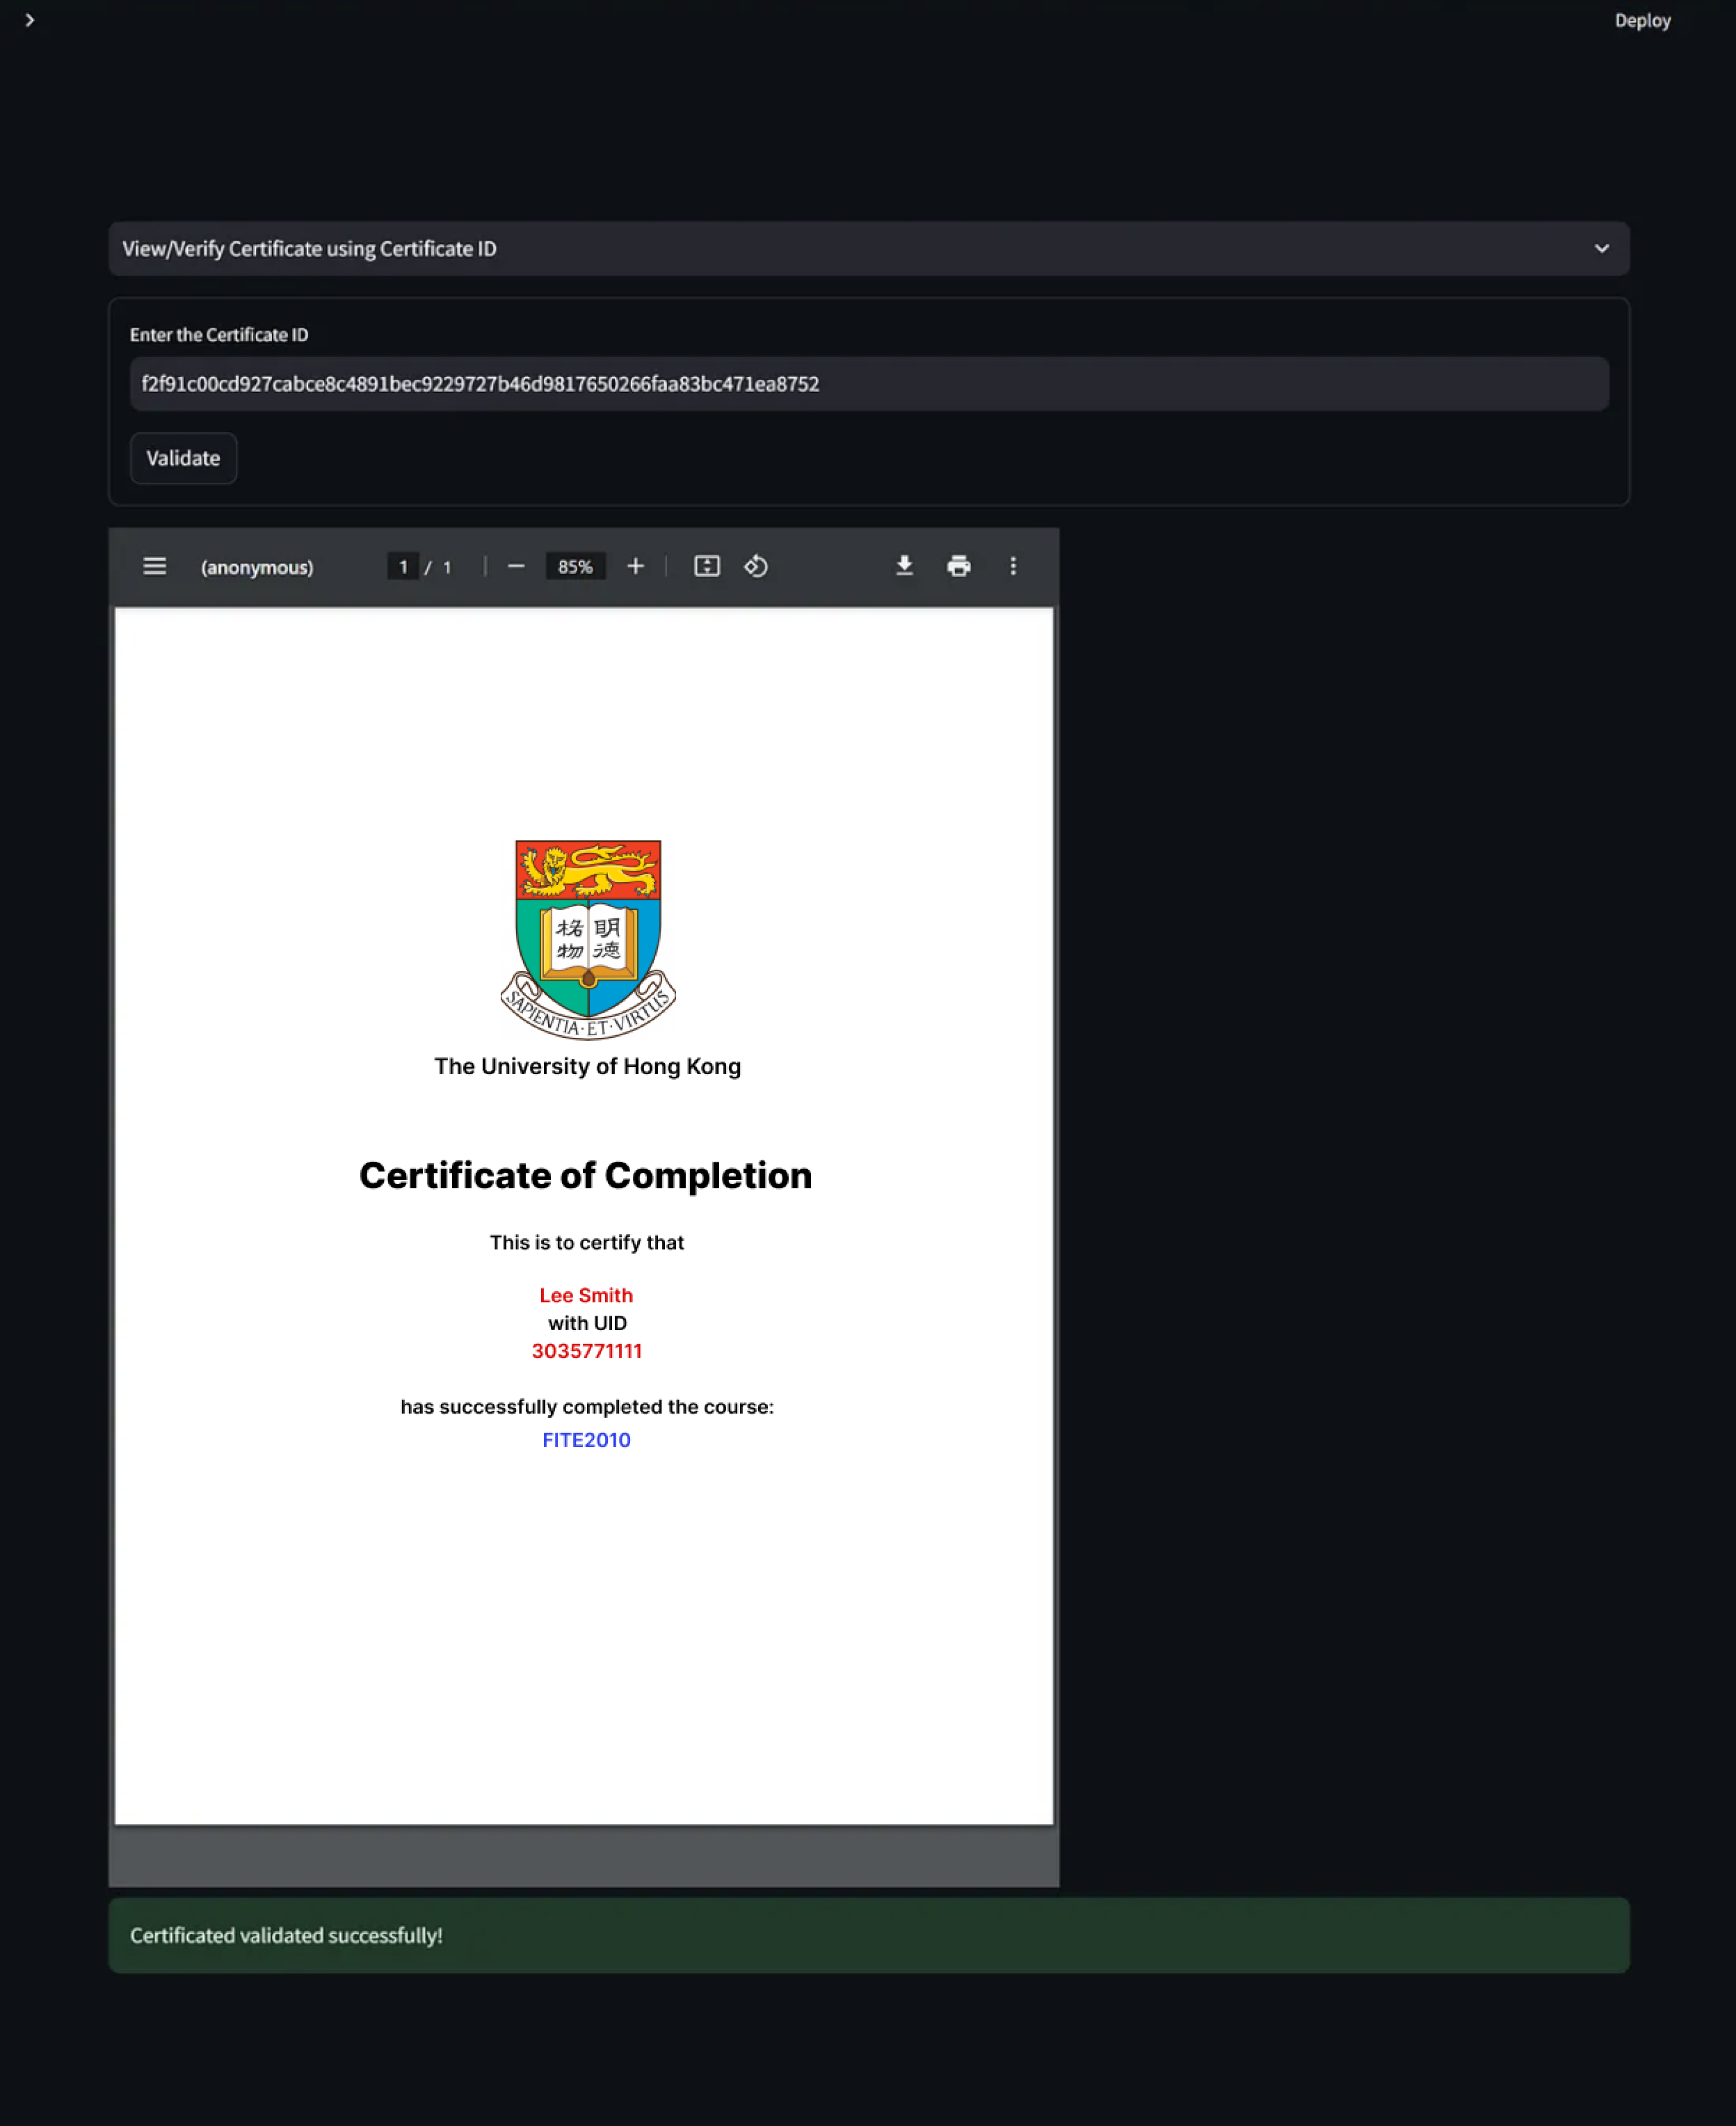 Deploy
View/Verify Certificate using Certificate ID
Enter the Certificate ID
f2f91c00cd927cabce8c4891bec9229727b46d9817650266faa83bc471ea8752
Validate
(anonymous) 1 / 1 85%
格 明
物 德
SAPIENTIA·ET·VIRTUS
The University of Hong Kong
Certificate of Completion
This is to certify that
Lee Smith
with UID
3035771111
has successfully completed the course:
FITE2010
Certificated validated successfully!